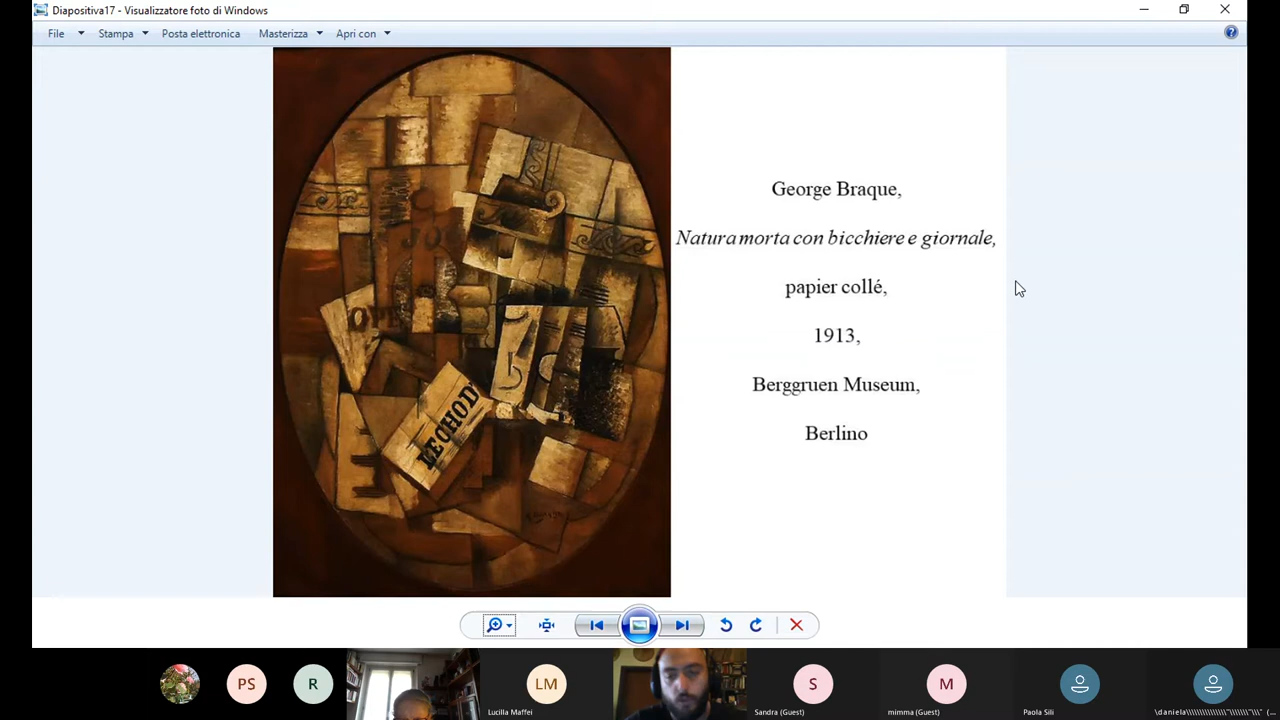 Diapositiva17 - Visualizzatore foto di Windows
File Stampa Posta elettronica Masterizza Apri con
George Braque,
Natura morta con bicchiere e giornale,
papier collé,
1913,
Berggruen Museum,
Berlino
LECHOD
PS R LM S M
Lucilla Maffei
Sandra (Guest)
mimma (Guest)
Paola Sili